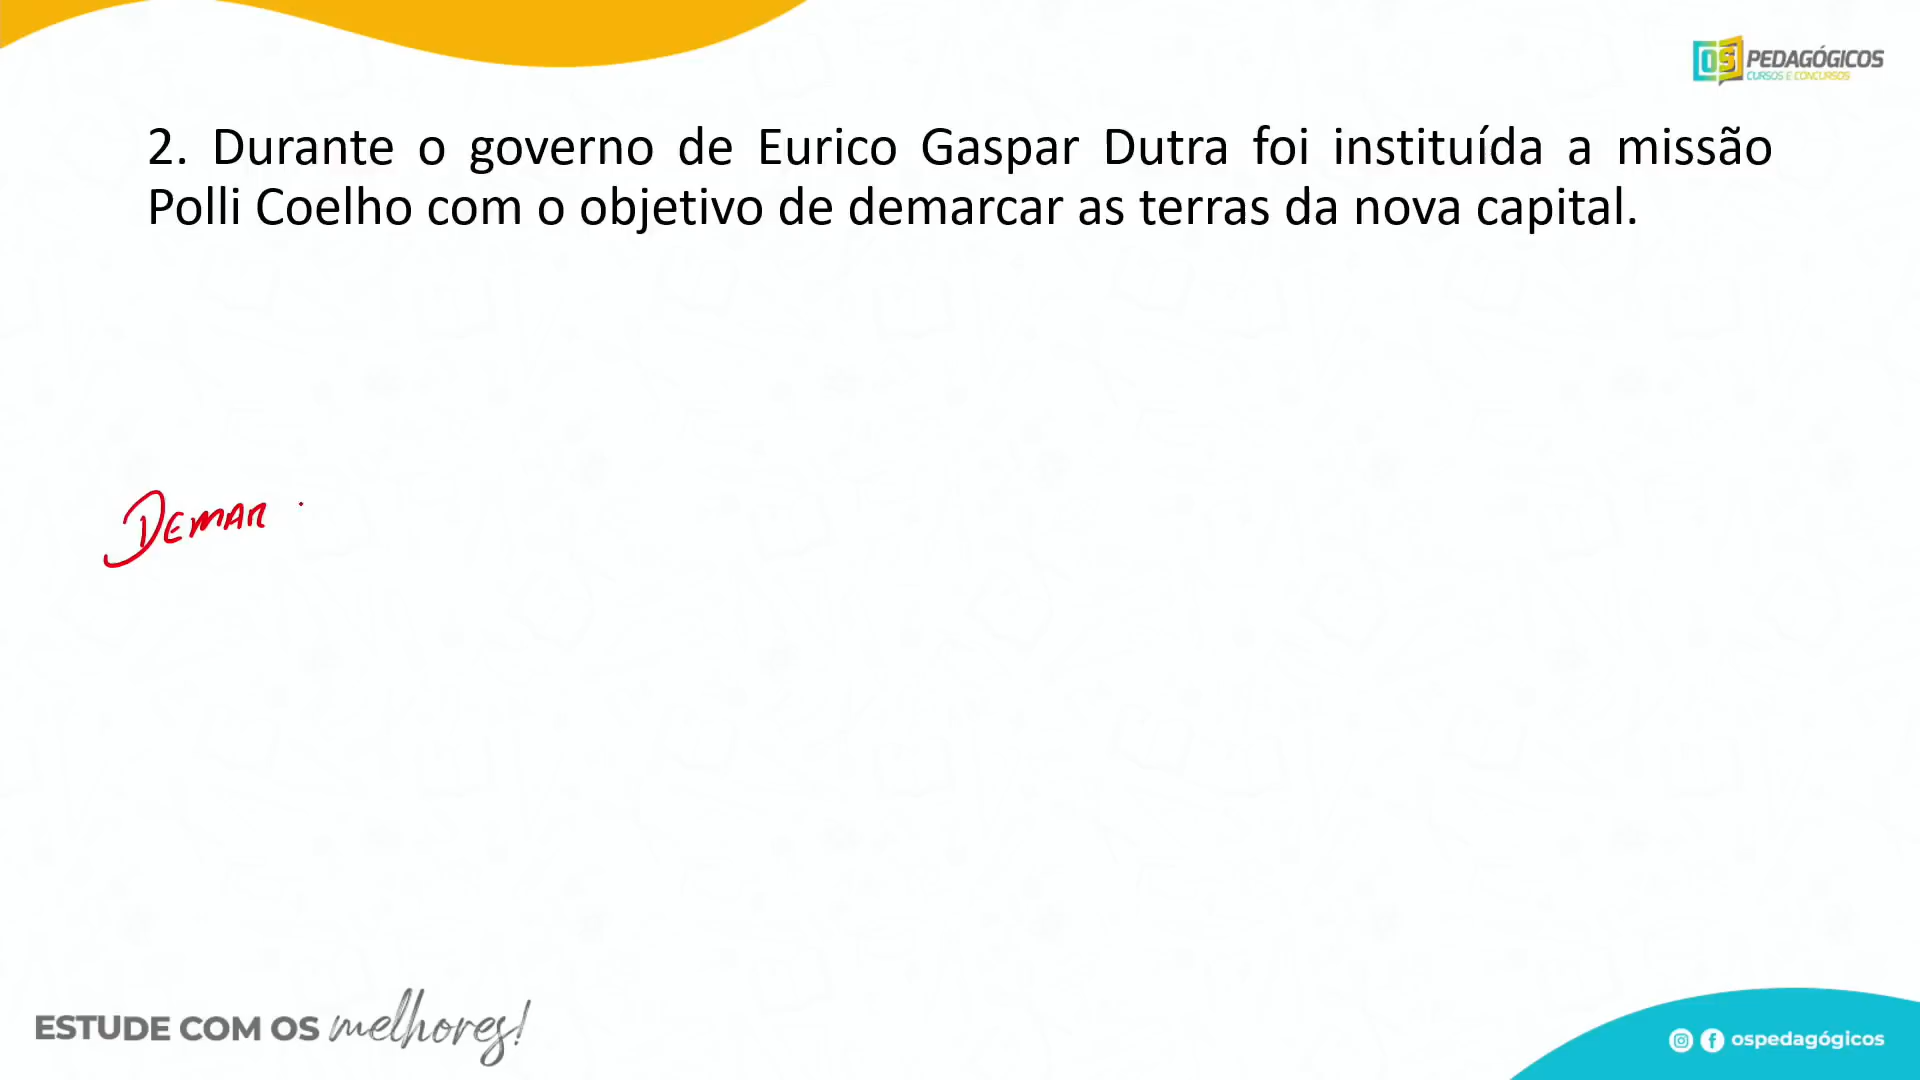 OS PEDAGÓGICOS
CURSOS E CONCURSOS
2. Durante o governo de Eurico Gaspar Dutra foi instituída a missão
Polli Coelho com o objetivo de demarcar as terras da nova capital.
DEMAR
ESTUDE COM OS melhores!
ospedagógicos